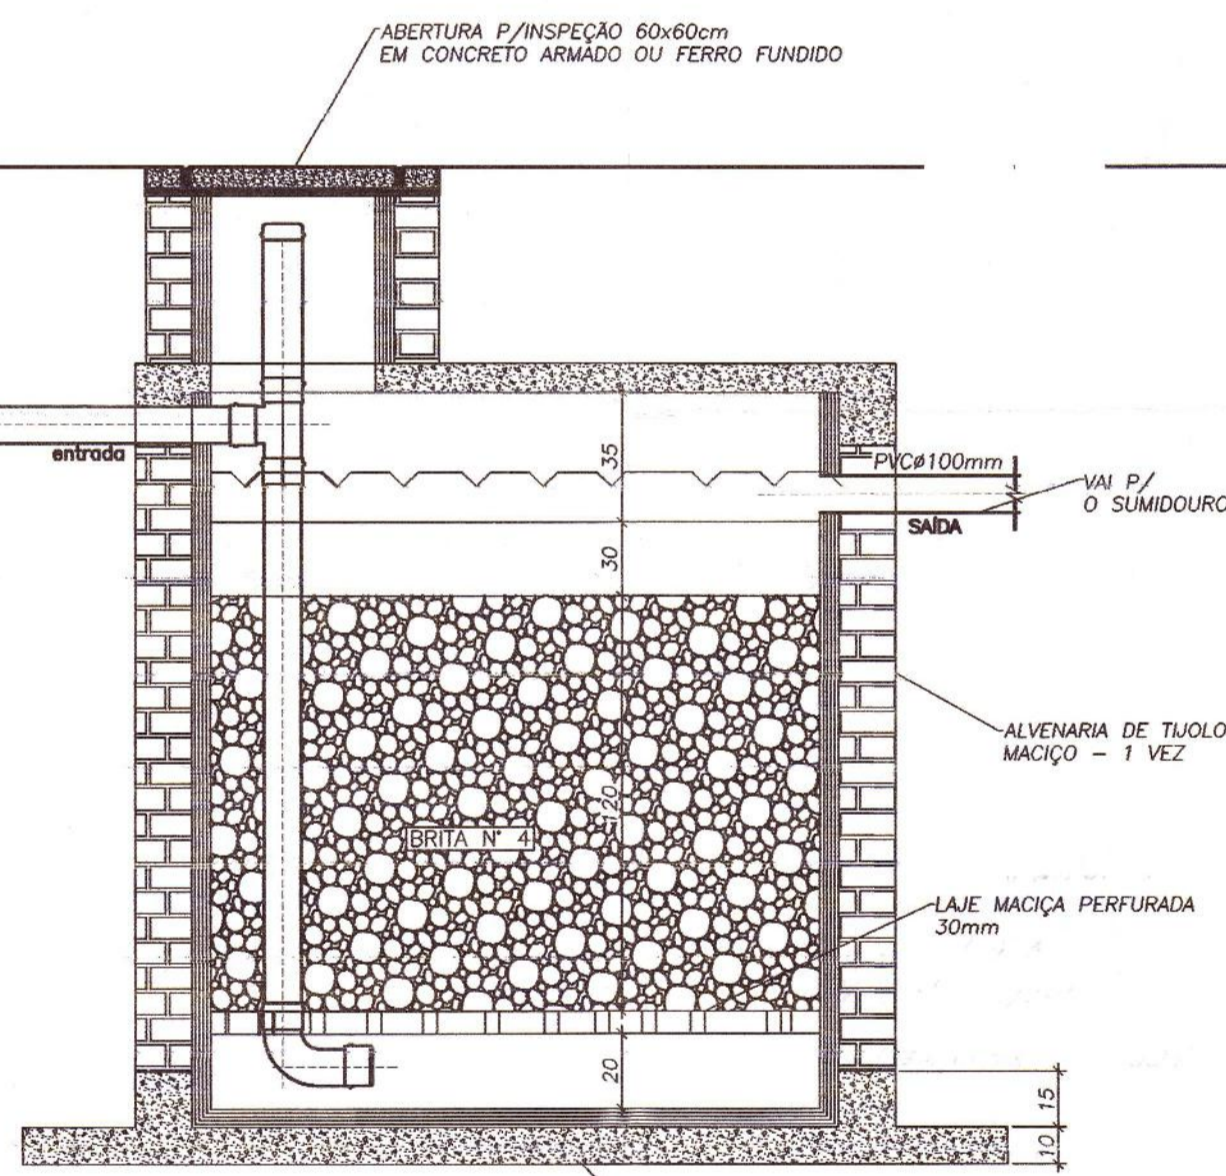 ABERTURA P/INSPEÇÃO 60x60cm
EM CONCRETO ARMADO OU FERRO FUNDIDO
entrada
35
PVCØ100mm
VAI P/
O SUMIDOURO
SAÍDA
30
ALVENARIA DE TIJOLO
MACIÇO - 1 VEZ
120
BRITA N° 4
LAJE MACIÇA PERFURADA
30mm
20
15
10